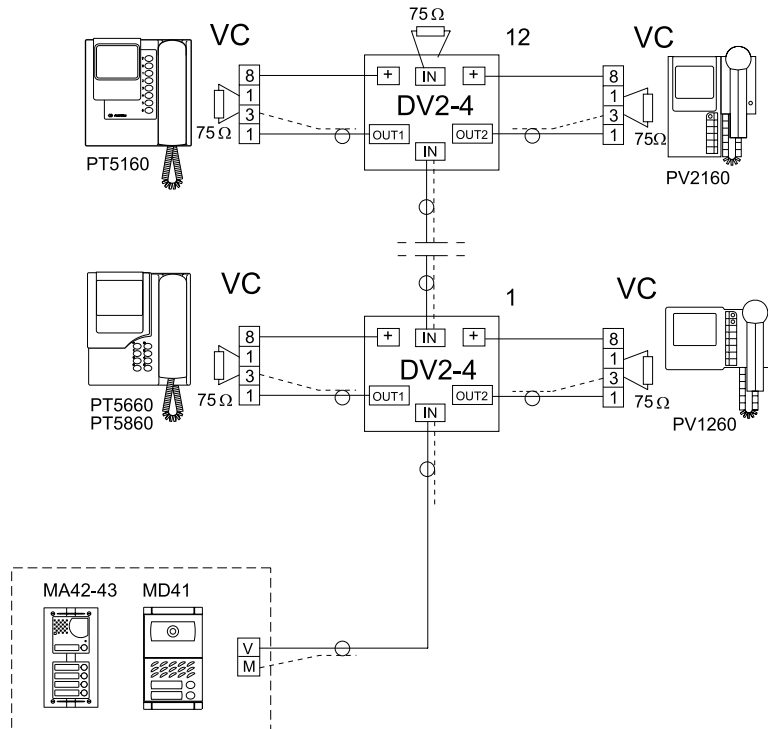 75Ω
VC
12
VC
8
1
3
1
75Ω
+
IN
+
DV2-4
OUT1
OUT2
IN
8
1
3
1
75Ω
PT5160
PV2160
VC
1
VC
8
1
3
1
75Ω
+
IN
+
DV2-4
OUT1
OUT2
IN
8
1
3
1
75Ω
PT5660
PT5860
PV1260
MA42-43
MD41
V
M